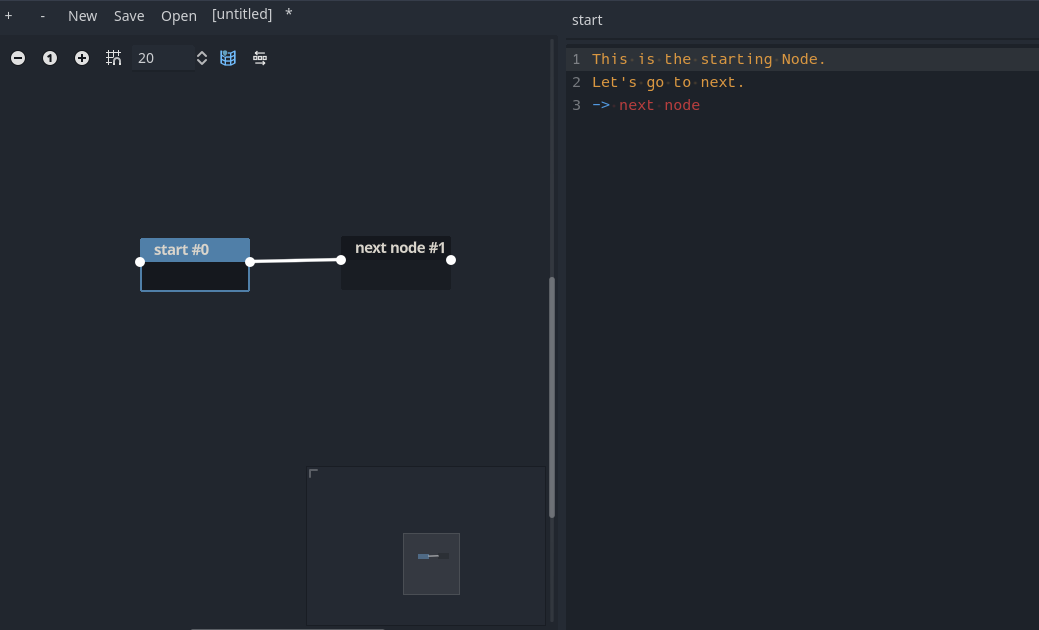 + - New Save Open [untitled] *
1 20
start #0
next node #1
start
1 This is the starting Node.
2 Let's go to next.
3 -> next node